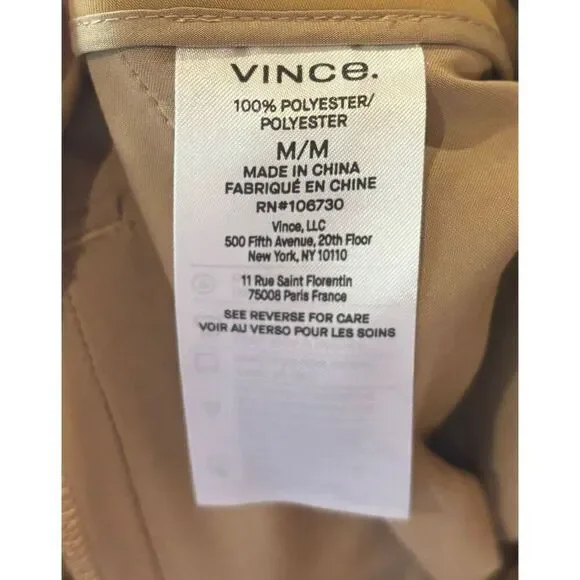 VINCe.
100% POLYESTER/
POLYESTER
M/M
MADE IN CHINA
FABRIQUÉ EN CHINE
RN#106730
Vince, LLC
500 Fifth Avenue, 20th Floor
New York, NY 10110
11 Rue Saint Florentin
75008 Paris France
SEE REVERSE FOR CARE
VOIR AU VERSO POUR LES SOINS